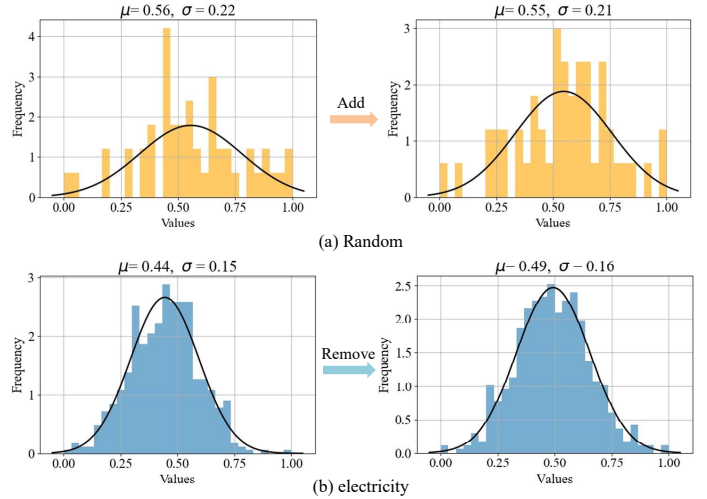 μ= 0.56, σ = 0.22
4
3
2
1
0
Frequency
0.00 0.25 0.50 0.75 1.00
Values
Add
μ= 0.55, σ = 0.21
3
2
1
0
Frequency
0.00 0.25 0.50 0.75 1.00
Values
(a) Random
μ= 0.44, σ = 0.15
3
2
1
0
Frequency
0.00 0.25 0.50 0.75 1.00
Values
Remove
μ− 0.49, σ − 0.16
2.5
2.0
1.5
1.0
0.5
0.0
Frequency
0.00 0.25 0.50 0.75 1.00
Values
(b) electricity